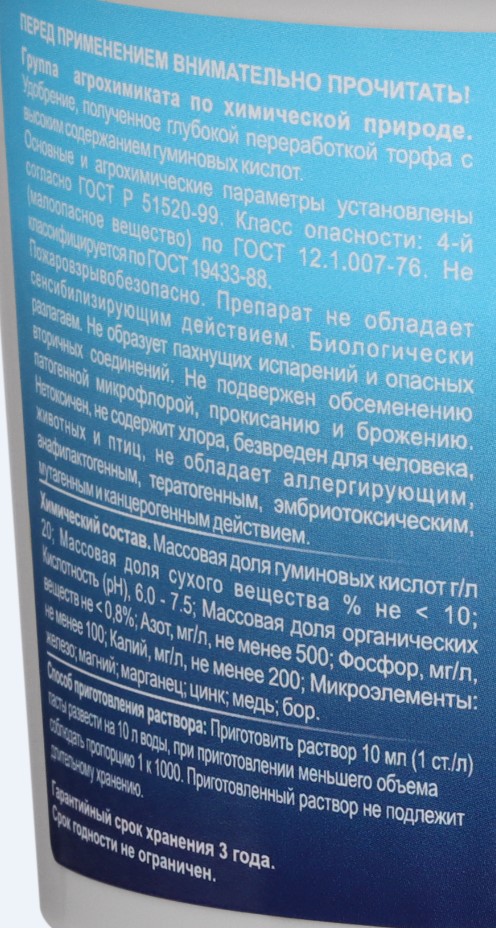 ПЕРЕД ПРИМЕНЕНИЕМ ВНИМАТЕЛЬНО ПРОЧИТАТЬ!
Группа агрохимиката по химической природе.
Удобрение, полученное глубокой переработкой торфа с
высоким содержанием гуминовых кислот.
Основные и агрохимические параметры установлены
согласно ГОСТ Р 51520-99. Класс опасности: 4-й
(малоопасное вещество) по ГОСТ 12.1.007-76. Не
классифицируется по ГОСТ 19433-88.
Пожаровзрывобезопасно. Препарат не обладает
сенсибилизирующим действием. Биологически
разлагаем. Не образует пахнущих испарений и опасных
вторичных соединений. Не подвержен обсеменению
патогенной микрофлорой, прокисанию и брожению.
Нетоксичен, не содержит хлора, безвреден для человека,
животных и птиц, не обладает аллергирующим,
анафилактогенным, тератогенным, эмбриотоксическим,
мутагенным и канцерогенным действием.
Химический состав. Массовая доля гуминовых кислот г/л
20; Массовая доля сухого вещества % не < 10;
Кислотность (pH), 6.0 - 7.5; Массовая доля органических
веществ не < 0,8%; Азот, мг/л, не менее 500; Фосфор, мг/л,
не менее 100; Калий, мг/л, не менее 200; Микроэлементы:
железо; магний; марганец; цинк; медь; бор.
Способ приготовления раствора: Приготовить раствор 10 мл (1 ст./л)
пасты развести на 10 л воды, при приготовлении меньшего объема
соблюдать пропорцию 1 к 1000. Приготовленный раствор не подлежит
длительному хранению.
Гарантийный срок хранения 3 года.
Срок годности не ограничен.